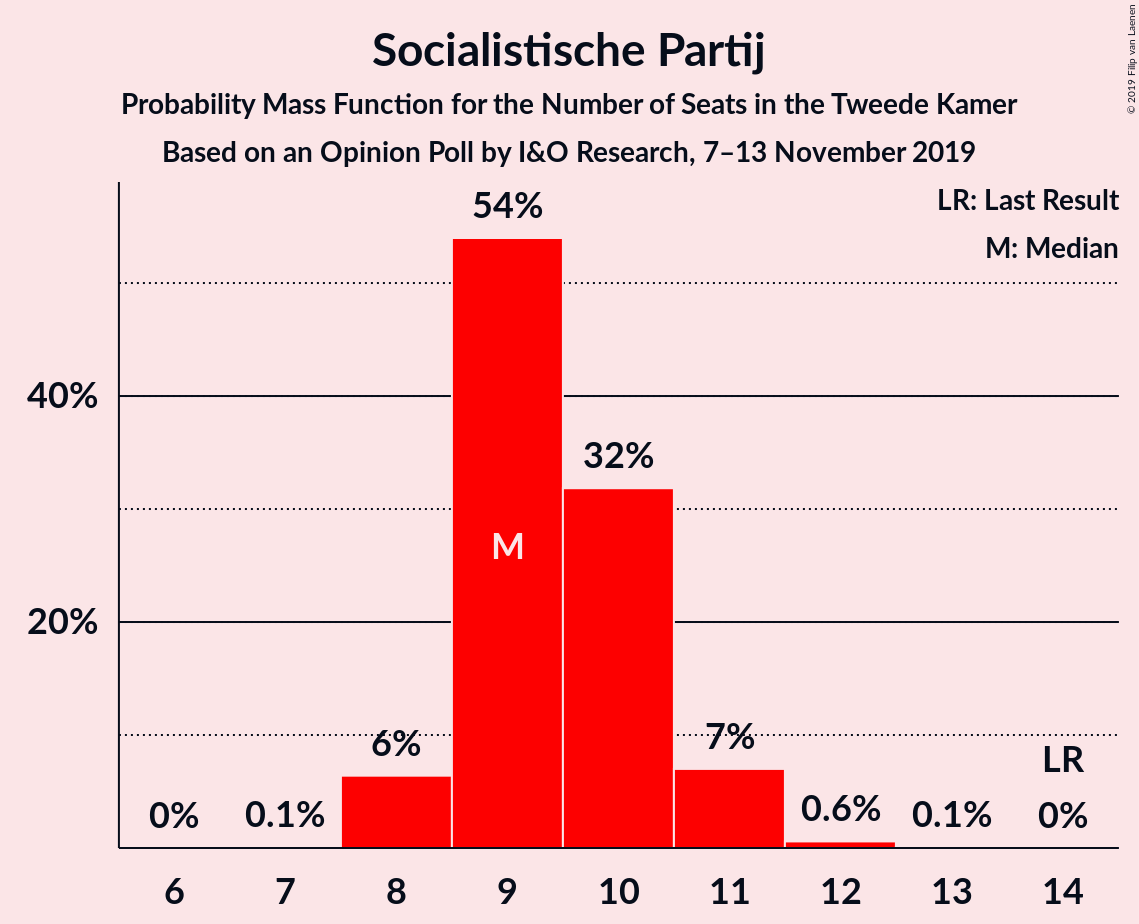 Socialistische Partij
Probability Mass Function for the Number of Seats in the Tweede Kamer
Based on an Opinion Poll by I&O Research, 7–13 November 2019
© 2019 Filip van Laenen
LR: Last Result
M: Median
54%
40%
32%
M
20%
6%
7%
LR
0%
0.1%
0.6%
0.1%
0%
6 7 8 9 10 11 12 13 14